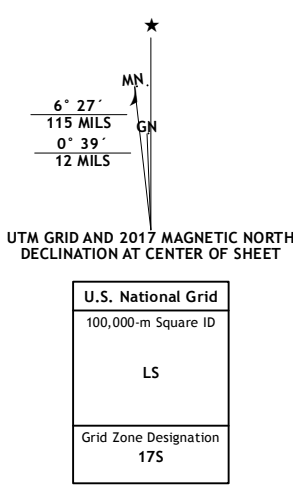 MN
GN
6° 27´
115 MILS
0° 39´
12 MILS
UTM GRID AND 2017 MAGNETIC NORTH
DECLINATION AT CENTER OF SHEET
U.S. National Grid
100,000-m Square ID
LS
Grid Zone Designation
17S